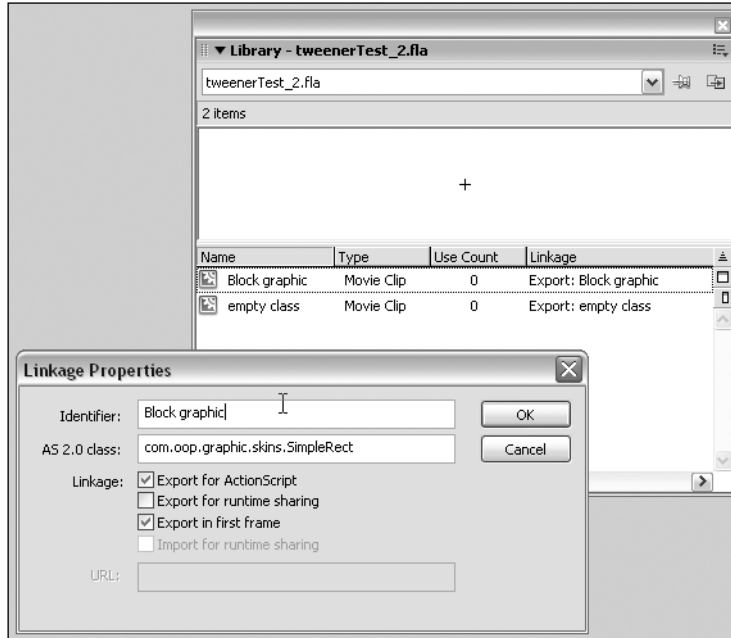 Library - tweenerTest_2.fla
tweenerTest_2.fla
2 items
Name Type Use Count Linkage
Block graphic Movie Clip 0 Export: Block graphic
empty class Movie Clip 0 Export: empty class
Linkage Properties
Identifier: Block graphic
OK
AS 2.0 class: com.oop.graphic.skins.SimpleRect
Cancel
Linkage: Export for ActionScript
Export for runtime sharing
Export in first frame
Import for runtime sharing
URL: